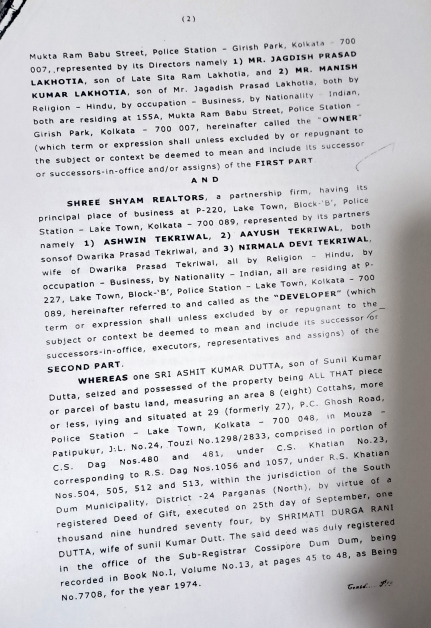 (2)
Mukta Ram Babu Street, Police Station – Girish Park, Kolkata – 700
007, represented by its Directors namely 1) MR. JAGDISH PRASAD
LAKHOTIA, son of Late Sita Ram Lakhotia, and 2) MR. MANISH
KUMAR LAKHOTIA, son of Mr. Jagadish Prasad Lakhotia, both by
Religion – Hindu, by occupation – Business, by Nationality – Indian,
both are residing at 155A, Mukta Ram Babu Street, Police Station –
Girish Park, Kolkata – 700 007, hereinafter called the "OWNER"
(which term or expression shall unless excluded by or repugnant to
the subject or context be deemed to mean and include its successor
or successors-in-office and/or assigns) of the FIRST PART
AND
SHREE SHYAM REALTORS, a partnership firm, having its
principal place of business at P-220, Lake Town, Block-'B', Police
Station – Lake Town, Kolkata – 700 089, represented by its partners
namely 1) ASHWIN TEKRIWAL, 2) AAYUSH TEKRIWAL, both
sonsof Dwarika Prasad Tekriwal, and 3) NIRMALA DEVI TEKRIWAL,
wife of Dwarika Prasad Tekriwal, all by Religion – Hindu, by
occupation – Business, by Nationality – Indian, all are residing at P-
227, Lake Town, Block-'B', Police Station – Lake Town, Kolkata – 700
089, hereinafter referred to and called as the "DEVELOPER" (which
term or expression shall unless excluded by or repugnant to the
subject or context be deemed to mean and include its successor or
successors-in-office, executors, representatives and assigns) of the
SECOND PART.
WHEREAS one SRI ASHIT KUMAR DUTTA, son of Sunil Kumar
Dutta, seized and possessed of the property being ALL THAT piece
or parcel of bastu land, measuring an area 8 (eight) Cottahs, more
or less, lying and situated at 29 (formerly 27), P.C. Ghosh Road,
Police Station – Lake Town, Kolkata – 700 048, in Mouza –
Patipukur, J.L. No.24, Touzi No.1298/2833, comprised in portion of
C.S. Dag Nos.480 and 481, under C.S. Khatian No.23,
corresponding to R.S. Dag Nos.1056 and 1057, under R.S. Khatian
Nos.504, 505, 512 and 513, within the jurisdiction of the South
Dum Municipality, District -24 Parganas (North), by virtue of a
registered Deed of Gift, executed on 25th day of September, one
thousand nine hundred seventy four, by SHRIMATI DURGA RANI
DUTTA, wife of sunil Kumar Dutt. The said deed was duly registered
in the office of the Sub-Registrar Cossipore Dum Dum, being
recorded in Book No.I, Volume No.13, at pages 45 to 48, as Being
No.7708, for the year 1974.